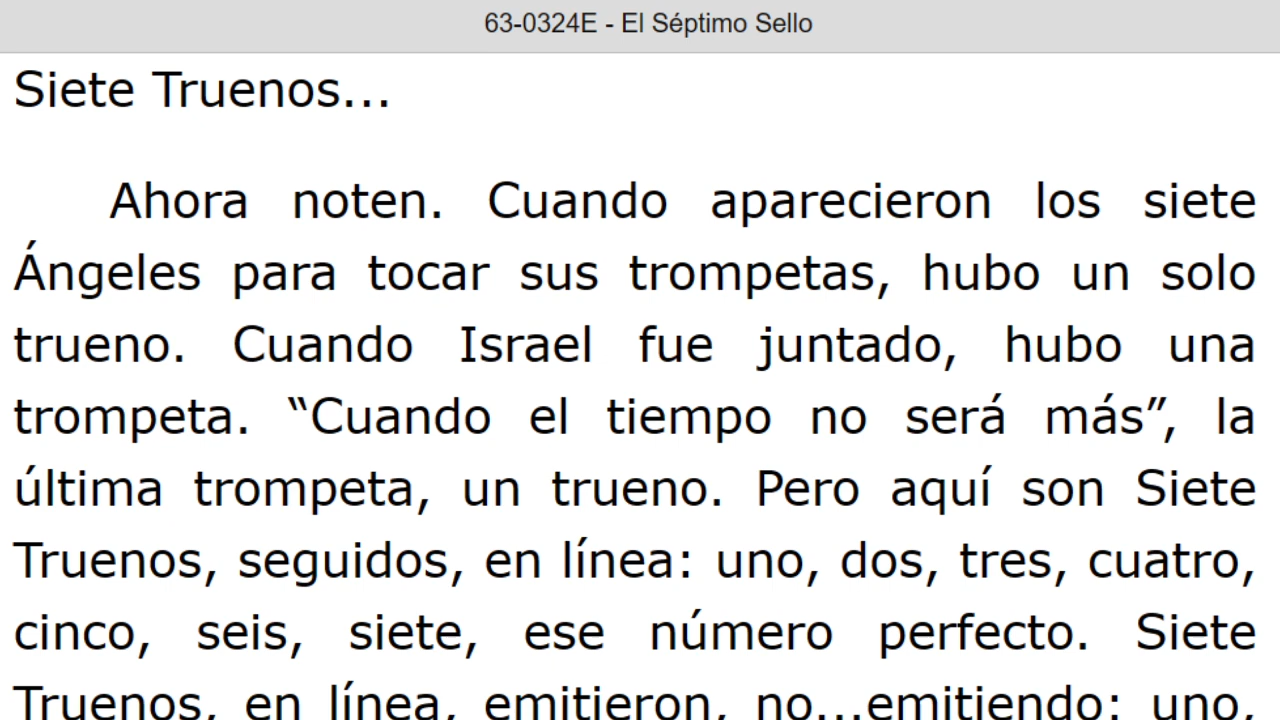 63-0324E - El Séptimo Sello
Siete Truenos...
Ahora noten. Cuando aparecieron los siete
Ángeles para tocar sus trompetas, hubo un solo
trueno. Cuando Israel fue juntado, hubo una
trompeta. “Cuando el tiempo no será más”, la
última trompeta, un trueno. Pero aquí son Siete
Truenos, seguidos, en línea: uno, dos, tres, cuatro,
cinco, seis, siete, ese número perfecto. Siete
Truenos, en línea, emitieron, no...emitiendo: uno,